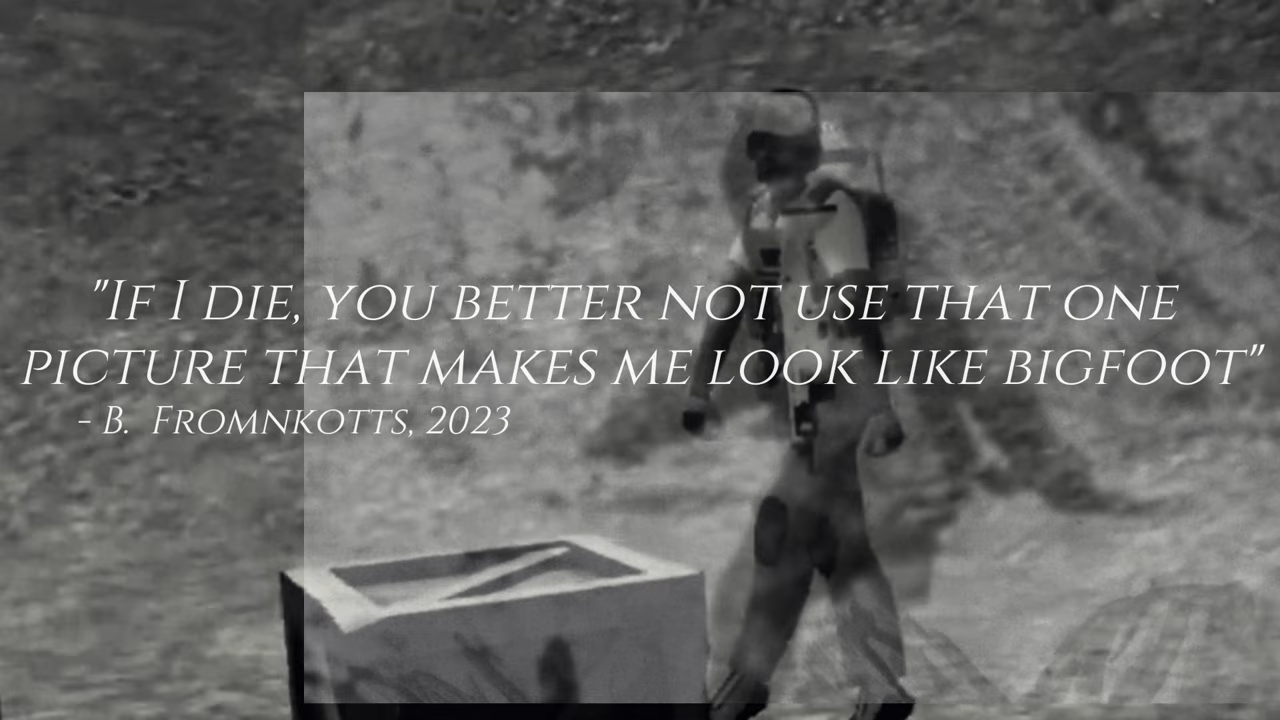 "If I die, you better not use that one
picture that makes me look like bigfoot"
- B. Fromnkotts, 2023